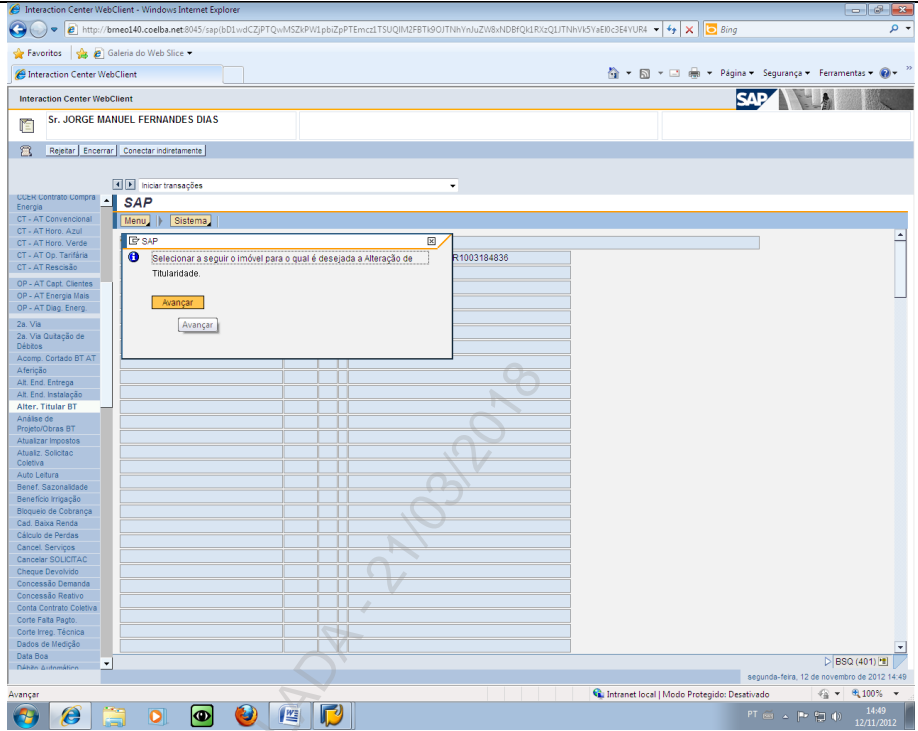 Interaction Center WebClient - Windows Internet Explorer
Bing
Favoritos
Galeria do Web Slice
Interaction Center WebClient
Página
Segurança
Ferramentas
Interaction Center WebClient
SAP
Sr. JORGE MANUEL FERNANDES DIAS
Rejeitar
Encerrar
Conectar indiretamente
Iniciar transações
CCER Contrato Compra
Energia
CT - AT Convencional
CT - AT Horo. Azul
CT - AT Horo. Verde
CT - AT Op. Tarifária
CT - AT Rescisão
OP - AT Capt. Clientes
OP - AT Energia Mais
OP - AT Diag. Energ.
2a. Via
2a. Via Quitação de
Débitos
Acomp. Cortado BT AT
Aferição
Alt. End. Entrega
Alt. End. Instalação
Alter. Titular BT
Análise de
Projeto/Obras BT
Atualizar Impostos
Atualiz. Solicitac
Coletiva
Auto Leitura
Benef. Sazonalidade
Benefício Irrigação
Bloqueio de Cobrança
Cad. Baixa Renda
Cálculo de Perdas
Cancel. Serviços
Cancelar SOLICITAC
Cheque Devolvido
Concessão Demanda
Concessão Reativo
Conta Contrato Coletiva
Corte Falta Pagto.
Corte Irreg. Técnica
Dados de Medição
Data Boa
Débito Automático
SAP
Menu
Sistema
SAP
Selecionar a seguir o imóvel para o qual é desejada a Alteração de
Titularidade.
Avançar
Avançar
R1003184836
ADA - 21/03/2018
BSQ (401)
segunda-feira, 12 de novembro de 2012 14:49
Avançar
Intranet local | Modo Protegido: Desativado
100%
PT
14:49
12/11/2012